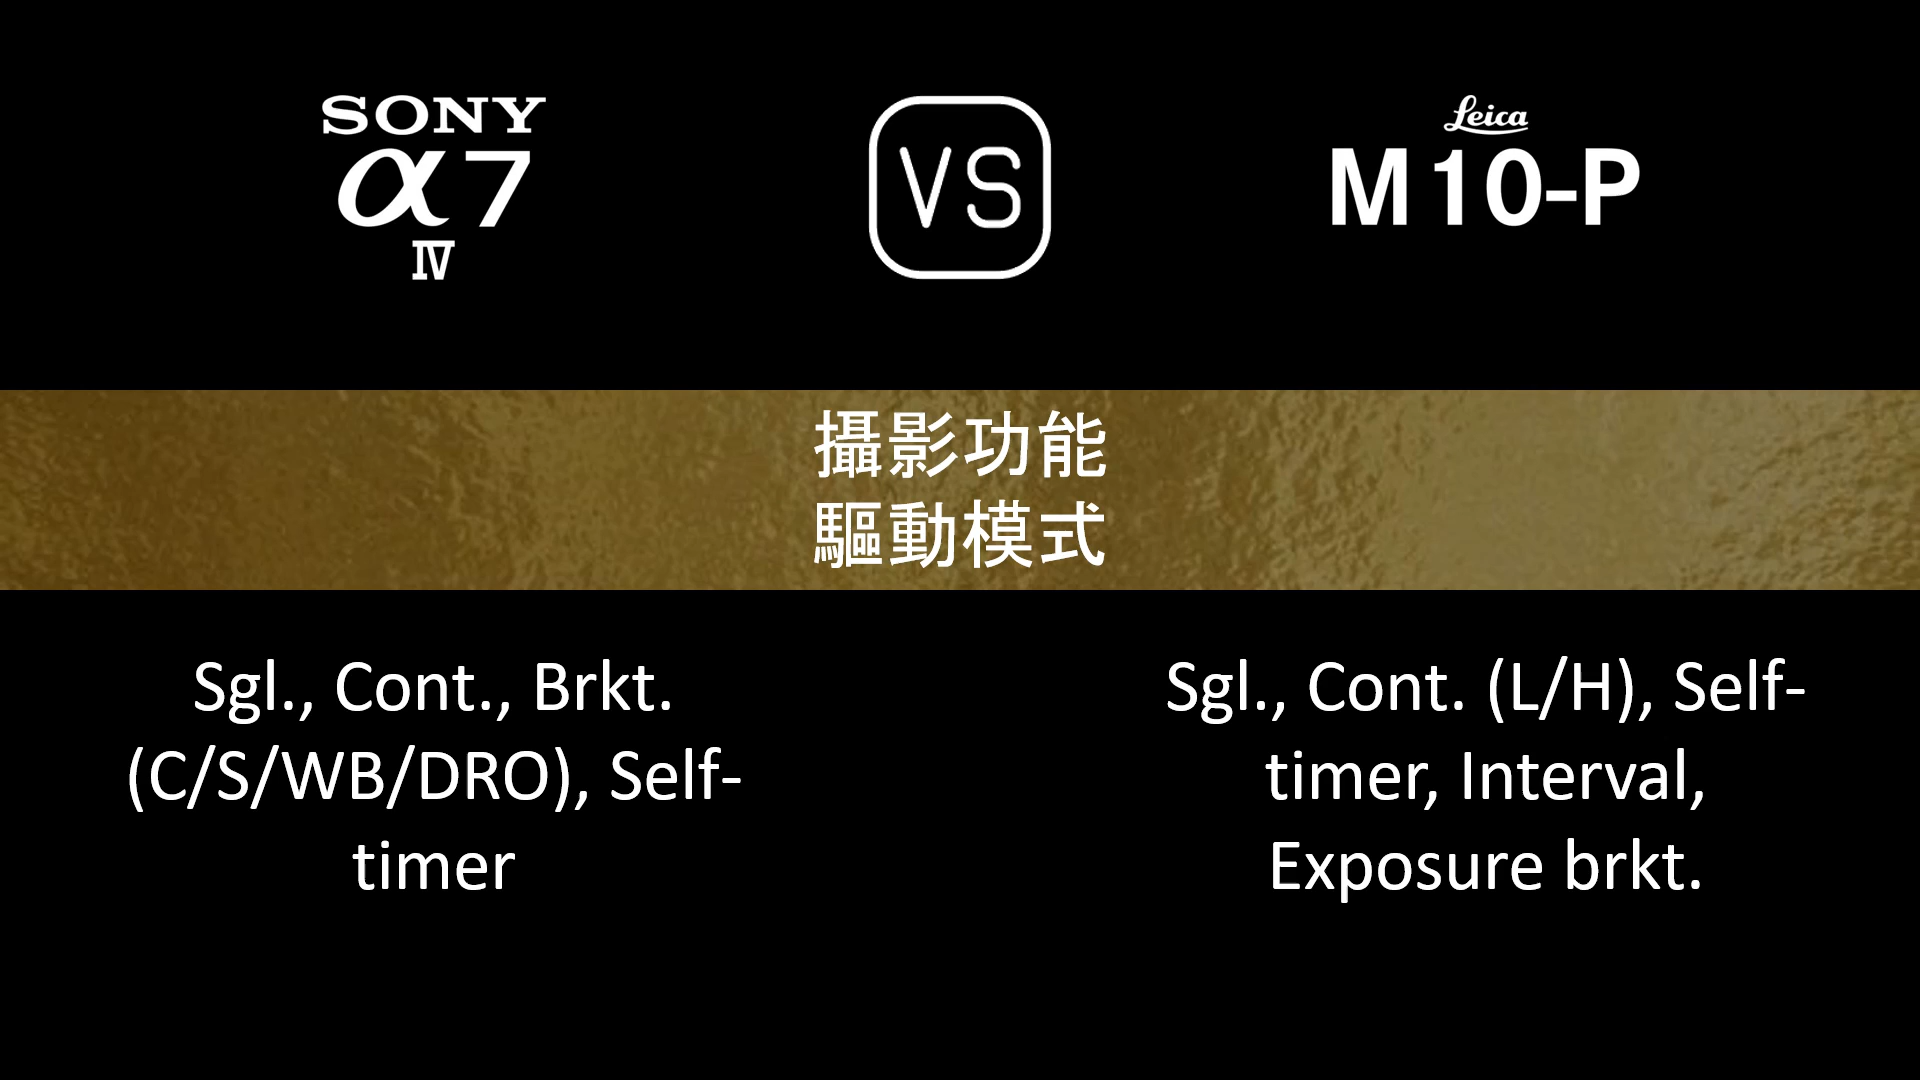 SONY
α7
IV
VS
Leica
M10-P
攝影功能
驅動模式
Sgl., Cont., Brkt.
(C/S/WB/DRO), Self-
timer
Sgl., Cont. (L/H), Self-
timer, Interval,
Exposure brkt.